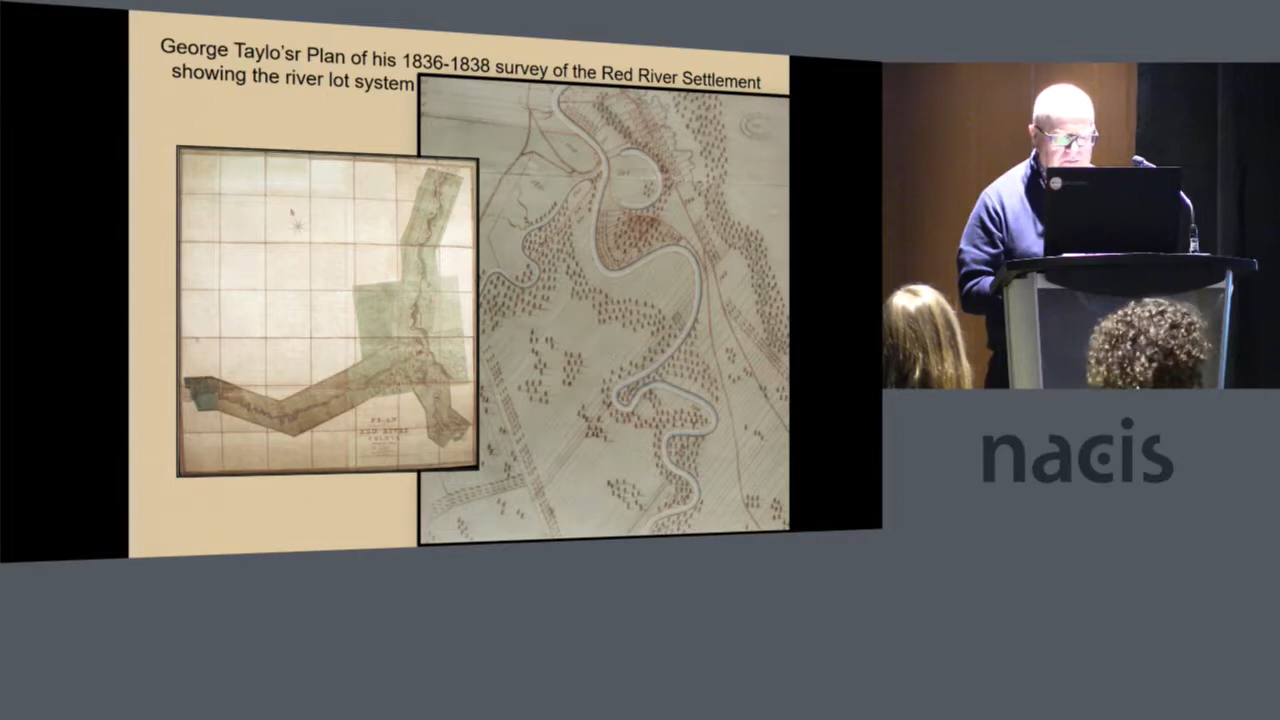 George Taylo'sr Plan of his 1836-1838 survey of the Red River Settlement
showing the river lot system
PLAN
RED RIVER
COLONY
nacis